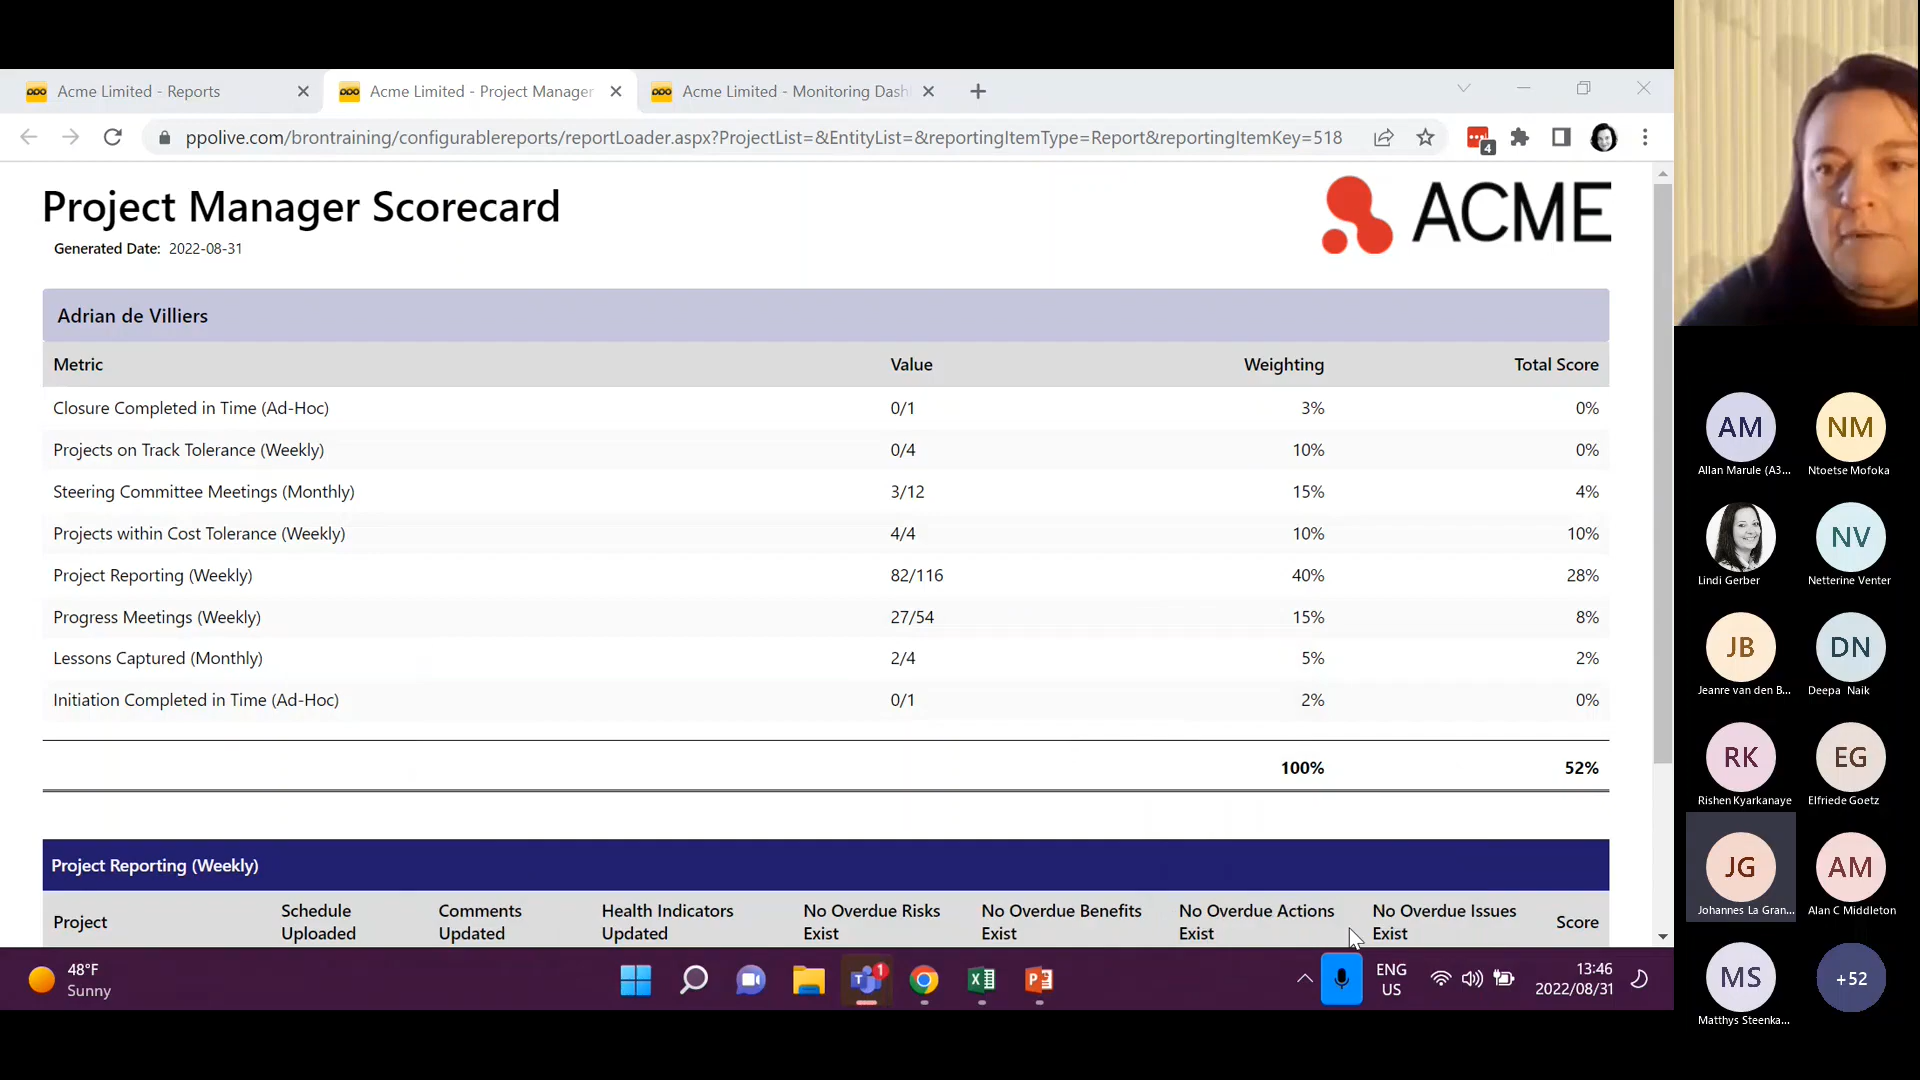 Acme Limited - Reports
Acme Limited - Project Manager
Acme Limited - Monitoring Dash
ppolive.com/brontraining/configurablereports/reportLoader.aspx?ProjectList=&EntityList=&reportingItemType=Report&reportingItemKey=518
4
Project Manager Scorecard
Generated Date: 2022-08-31
ACME
Adrian de Villiers
Metric Value Weighting Total Score
Closure Completed in Time (Ad-Hoc) 0/1 3% 0%
Projects on Track Tolerance (Weekly) 0/4 10% 0%
Steering Committee Meetings (Monthly) 3/12 15% 4%
Projects within Cost Tolerance (Weekly) 4/4 10% 10%
Project Reporting (Weekly) 82/116 40% 28%
Progress Meetings (Weekly) 27/54 15% 8%
Lessons Captured (Monthly) 2/4 5% 2%
Initiation Completed in Time (Ad-Hoc) 0/1 2% 0%
100% 52%
Project Reporting (Weekly)
Project
Schedule
Uploaded
Comments
Updated
Health Indicators
Updated
No Overdue Risks
Exist
No Overdue Benefits
Exist
No Overdue Actions
Exist
No Overdue Issues
Exist
Score
48°F
Sunny
1
ENG
US
13:46
2022/08/31
AM
Allan Marule (A3...
NM
Ntoetse Mofoka
Lindi Gerber
NV
Netterine Venter
JB
Jeanre van den B...
DN
Deepa Naik
RK
Rishen Kyarkanaye
EG
Elfriede Goetz
JG
Johannes La Gran...
AM
Alan C Middleton
MS
Matthys Steenka...
+52